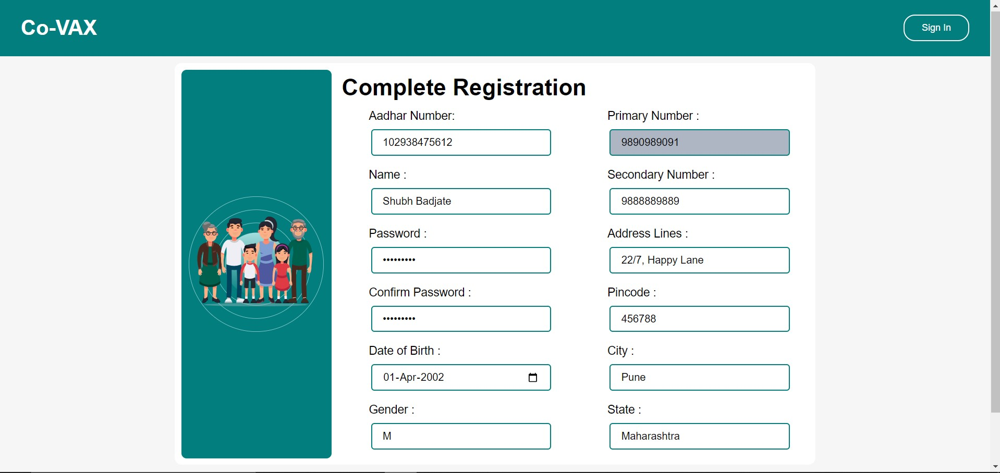 Co-VAX
Sign In
Complete Registration
Aadhar Number:
102938475612
Primary Number :
9890989091
Name :
Shubh Badjate
Secondary Number :
9888889889
Password :
•••••••••
Address Lines :
22/7, Happy Lane
Confirm Password :
•••••••••
Pincode :
456788
Date of Birth :
01-Apr-2002
City :
Pune
Gender :
M
State :
Maharashtra